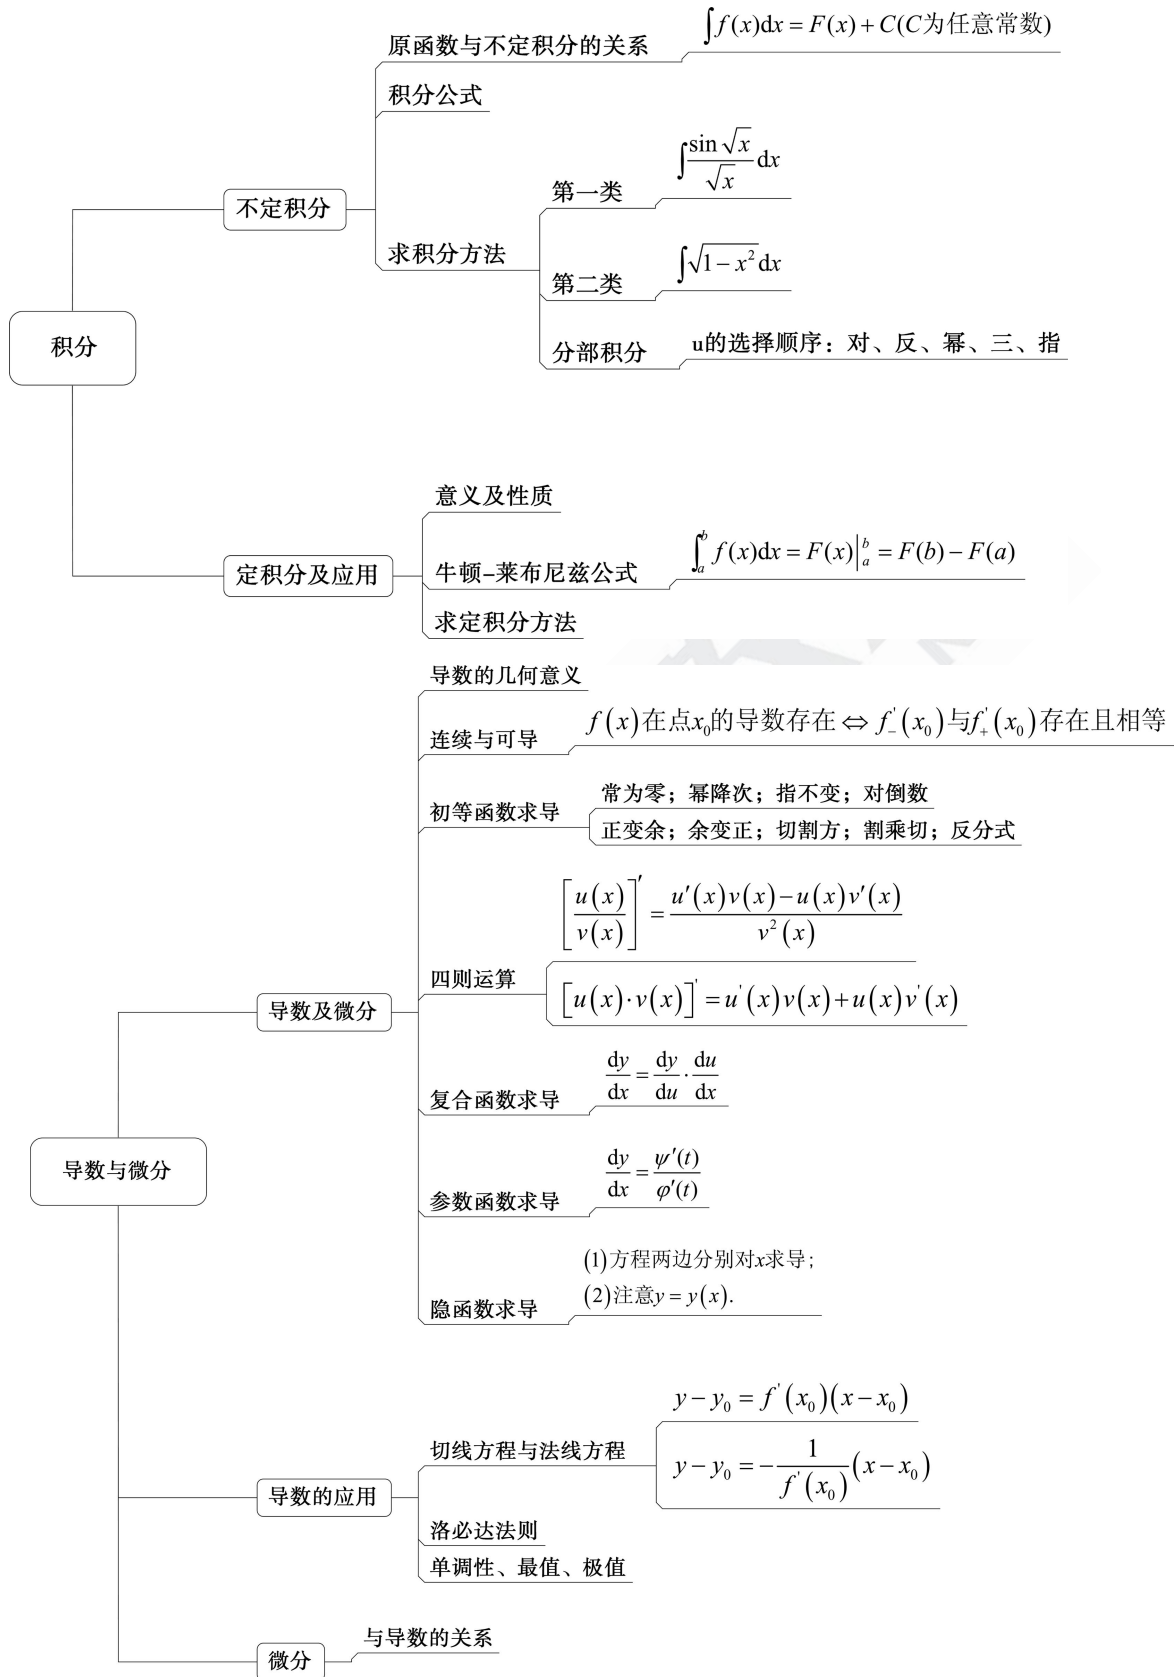 ∫f(x)dx = F(x) + C(C为任意常数)
原函数与不定积分的关系
积分公式
∫(sin√x/√x)dx
第一类
不定积分
求积分方法
∫√(1−x²)dx
第二类
积分
u的选择顺序：对、反、幂、三、指
分部积分
意义及性质
∫ₐᵇ f(x)dx = F(x)|ₐᵇ = F(b) − F(a)
定积分及应用
牛顿-莱布尼兹公式
求定积分方法
导数的几何意义
f(x)在点x₀的导数存在⇔f₋'(x₀)与f₊'(x₀)存在且相等
连续与可导
常为零；幂降次；指不变；对倒数
初等函数求导
正变余；余变正；切割方；割乘切；反分式
[u(x)/v(x)]′ = (u′(x)v(x)−u(x)v′(x))/v²(x)
四则运算
[u(x)·v(x)]' = u'(x)v(x)+u(x)v'(x)
导数及微分
dy/dx = dy/du · du/dx
复合函数求导
导数与微分
dy/dx = ψ′(t)/φ′(t)
参数函数求导
(1)方程两边分别对x求导；
(2)注意y = y(x).
隐函数求导
y − y₀ = f'(x₀)(x − x₀)
切线方程与法线方程
y − y₀ = −1/f'(x₀)(x − x₀)
导数的应用
洛必达法则
单调性、最值、极值
与导数的关系
微分